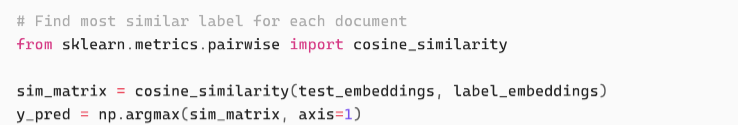 # Find most similar label for each document
from sklearn.metrics.pairwise import cosine_similarity
sim_matrix = cosine_similarity(test_embeddings, label_embeddings)
y_pred = np.argmax(sim_matrix, axis=1)